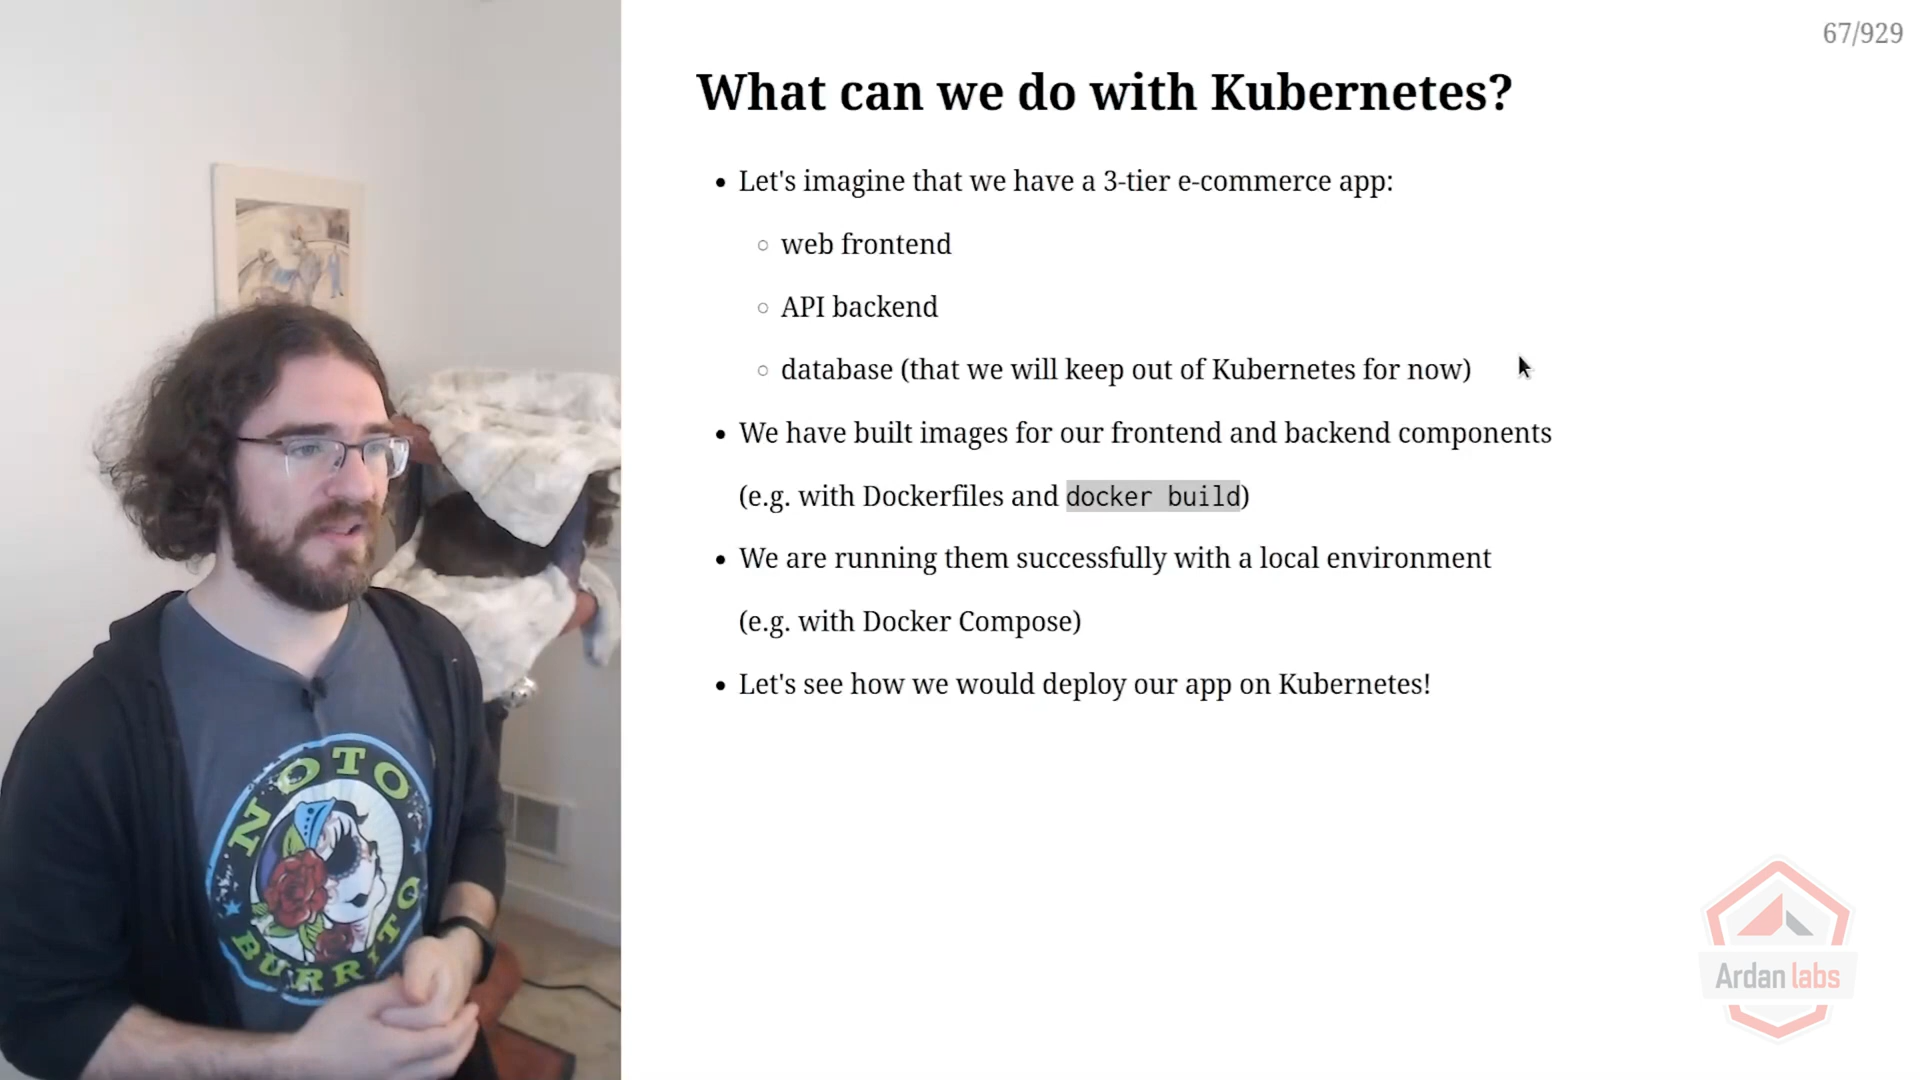 67/929
What can we do with Kubernetes?
• Let's imagine that we have a 3-tier e-commerce app:
○ web frontend
○ API backend
○ database (that we will keep out of Kubernetes for now)
• We have built images for our frontend and backend components
(e.g. with Dockerfiles and docker build)
• We are running them successfully with a local environment
(e.g. with Docker Compose)
• Let's see how we would deploy our app on Kubernetes!
NOTO
BURRITO
Ardan labs